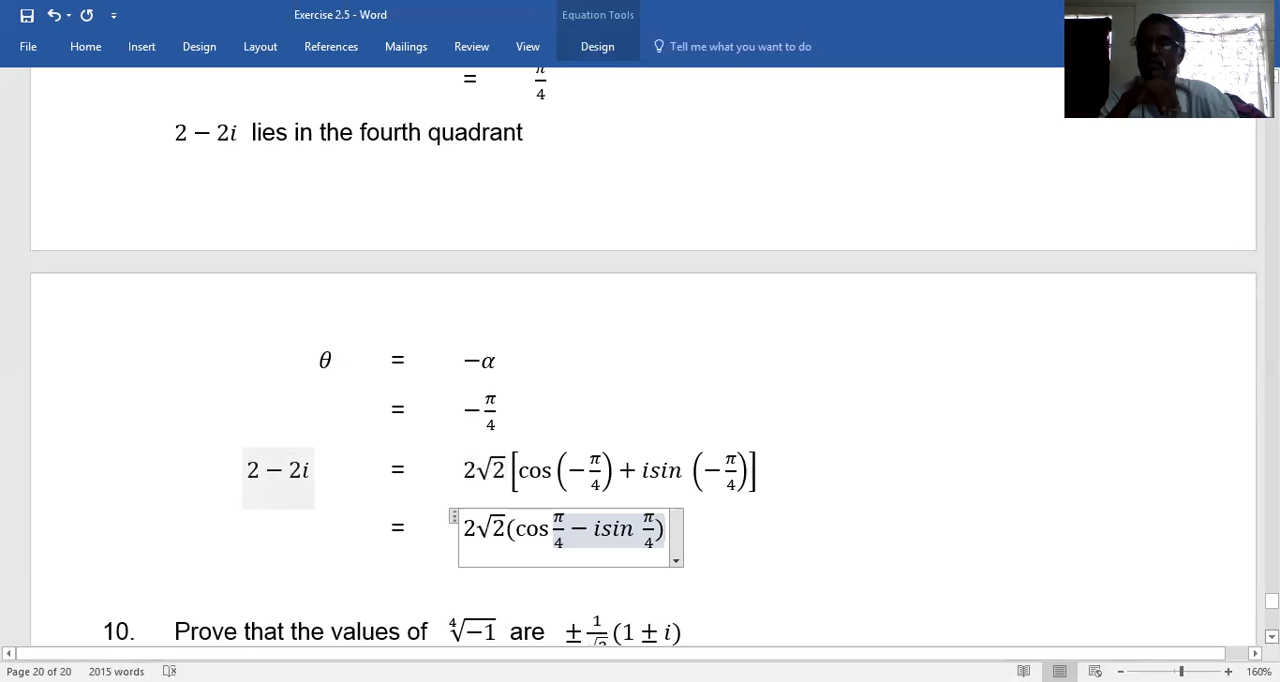 Exercise 2.5 - Word
Equation Tools
File Home Insert Design Layout References Mailings Review View Design Tell me what you want to do
= π/4
2 − 2i lies in the fourth quadrant
θ = −α
= −π/4
2 − 2i = 2√2 [cos (−π/4) + isin (−π/4)]
= 2√2(cos π/4 − isin π/4)
10. Prove that the values of ∜−1 are ± 1/√2 (1 ± i)
Page 20 of 20 2015 words 160%